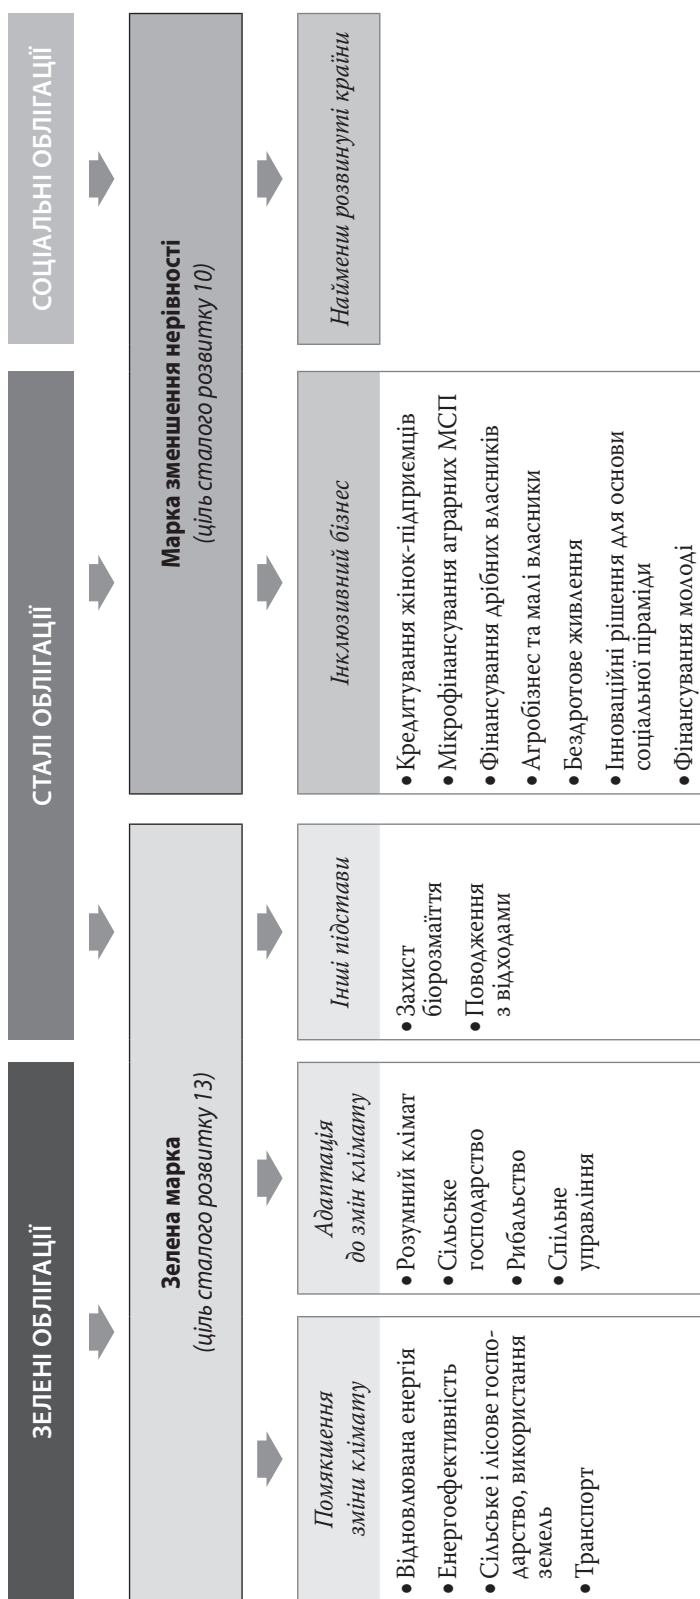 ЗЕЛЕНІ ОБЛІГАЦІЇ
СТАЛІ ОБЛІГАЦІЇ
СОЦІАЛЬНІ ОБЛІГАЦІЇ
Зелена марка
(ціль сталого розвитку 13)
Марка зменшення нерівності
(ціль сталого розвитку 10)
Помякшення
зміни клімату
• Відновлювана енергія
• Енергоефективність
• Сільське і лісове госпо-
дарство, використання
земель
• Транспорт
Адаптація
до змін клімату
• Розумний клімат
• Сільське
господарство
• Рибальство
• Спільне
управління
Інші підстави
• Захист
біорозмаїття
• Поводження
з відходами
Інклюзивний бізнес
• Кредитування жінок-підприємців
• Мікрофінансування аграрних МСП
• Фінансування дрібних власників
• Агробізнес та малі власники
• Бездротове живлення
• Інноваційні рішення для основи
соціальної піраміди
• Фінансування молоді
Найменш розвинуті країни